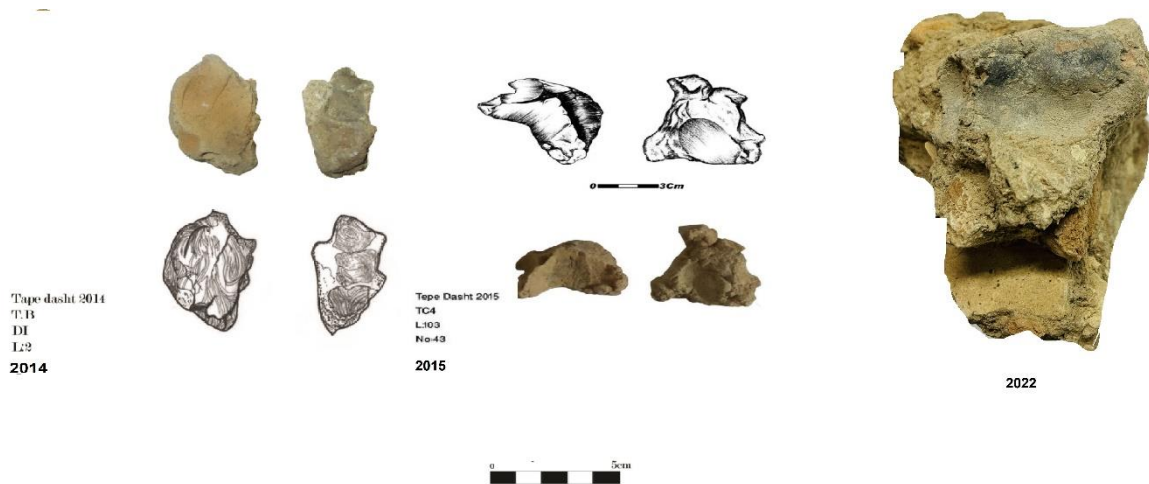 Tape dasht 2014
T.B
DI
L:2
2014
0 3Cm
Tepe Dasht 2015
TC4
L:103
No-43
2015
2022
0 5cm